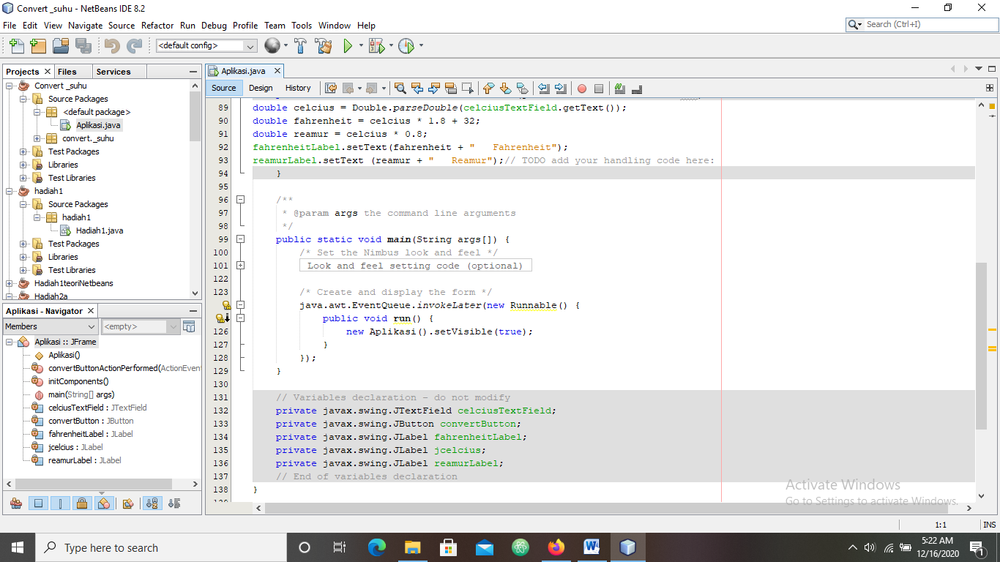 Convert _suhu - NetBeans IDE 8.2
File Edit View Navigate Source Refactor Run Debug Profile Team Tools Window Help
Search (Ctrl+I)
<default config>
Projects Files Services
Convert _suhu
Source Packages
<default package>
Aplikasi.java
convert._suhu
Test Packages
Libraries
Test Libraries
hadiah1
Source Packages
hadiah1
Hadiah1.java
Test Packages
Libraries
Test Libraries
Hadiah1teoriNetbeans
Hadiah2a
Aplikasi - Navigator
Members <empty>
Aplikasi :: JFrame
Aplikasi()
convertButtonActionPerformed(ActionEven
initComponents()
main(String[] args)
celciusTextField : JTextField
convertButton : JButton
fahrenheitLabel : JLabel
jcelcius : JLabel
reamurLabel : JLabel
Aplikasi.java
Source Design History
89 double celcius = Double.parseDouble(celciusTextField.getText());
90 double fahrenheit = celcius * 1.8 + 32;
91 double reamur = celcius * 0.8;
92 fahrenheitLabel.setText(fahrenheit + "   Fahrenheit");
93 reamurLabel.setText (reamur + "   Reamur");// TODO add your handling code here:
94 }
95
96 /**
97 * @param args the command line arguments
98 */
99 public static void main(String args[]) {
100 /* Set the Nimbus look and feel */
101 Look and feel setting code (optional)
122
123 /* Create and display the form */
java.awt.EventQueue.invokeLater(new Runnable() {
public void run() {
126 new Aplikasi().setVisible(true);
127 }
128 });
129 }
130
131 // Variables declaration - do not modify
132 private javax.swing.JTextField celciusTextField;
133 private javax.swing.JButton convertButton;
134 private javax.swing.JLabel fahrenheitLabel;
135 private javax.swing.JLabel jcelcius;
136 private javax.swing.JLabel reamurLabel;
137 // End of variables declaration
138 }
Activate Windows
Go to Settings to activate Windows.
1:1 INS
Type here to search
5:22 AM
12/16/2020
1